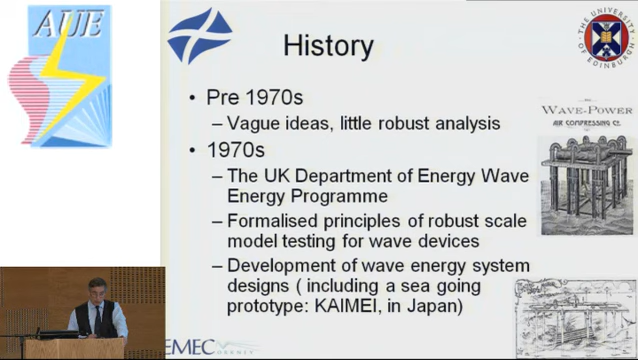 AUE
History
THE UNIVERSITY OF EDINBURGH
• Pre 1970s
– Vague ideas, little robust analysis
• 1970s
– The UK Department of Energy Wave
Energy Programme
– Formalised principles of robust scale
model testing for wave devices
– Development of wave energy system
designs ( including a sea going
prototype: KAIMEI, in Japan)
WAVE-POWER
AIR COMPRESSING CO.
EMEC